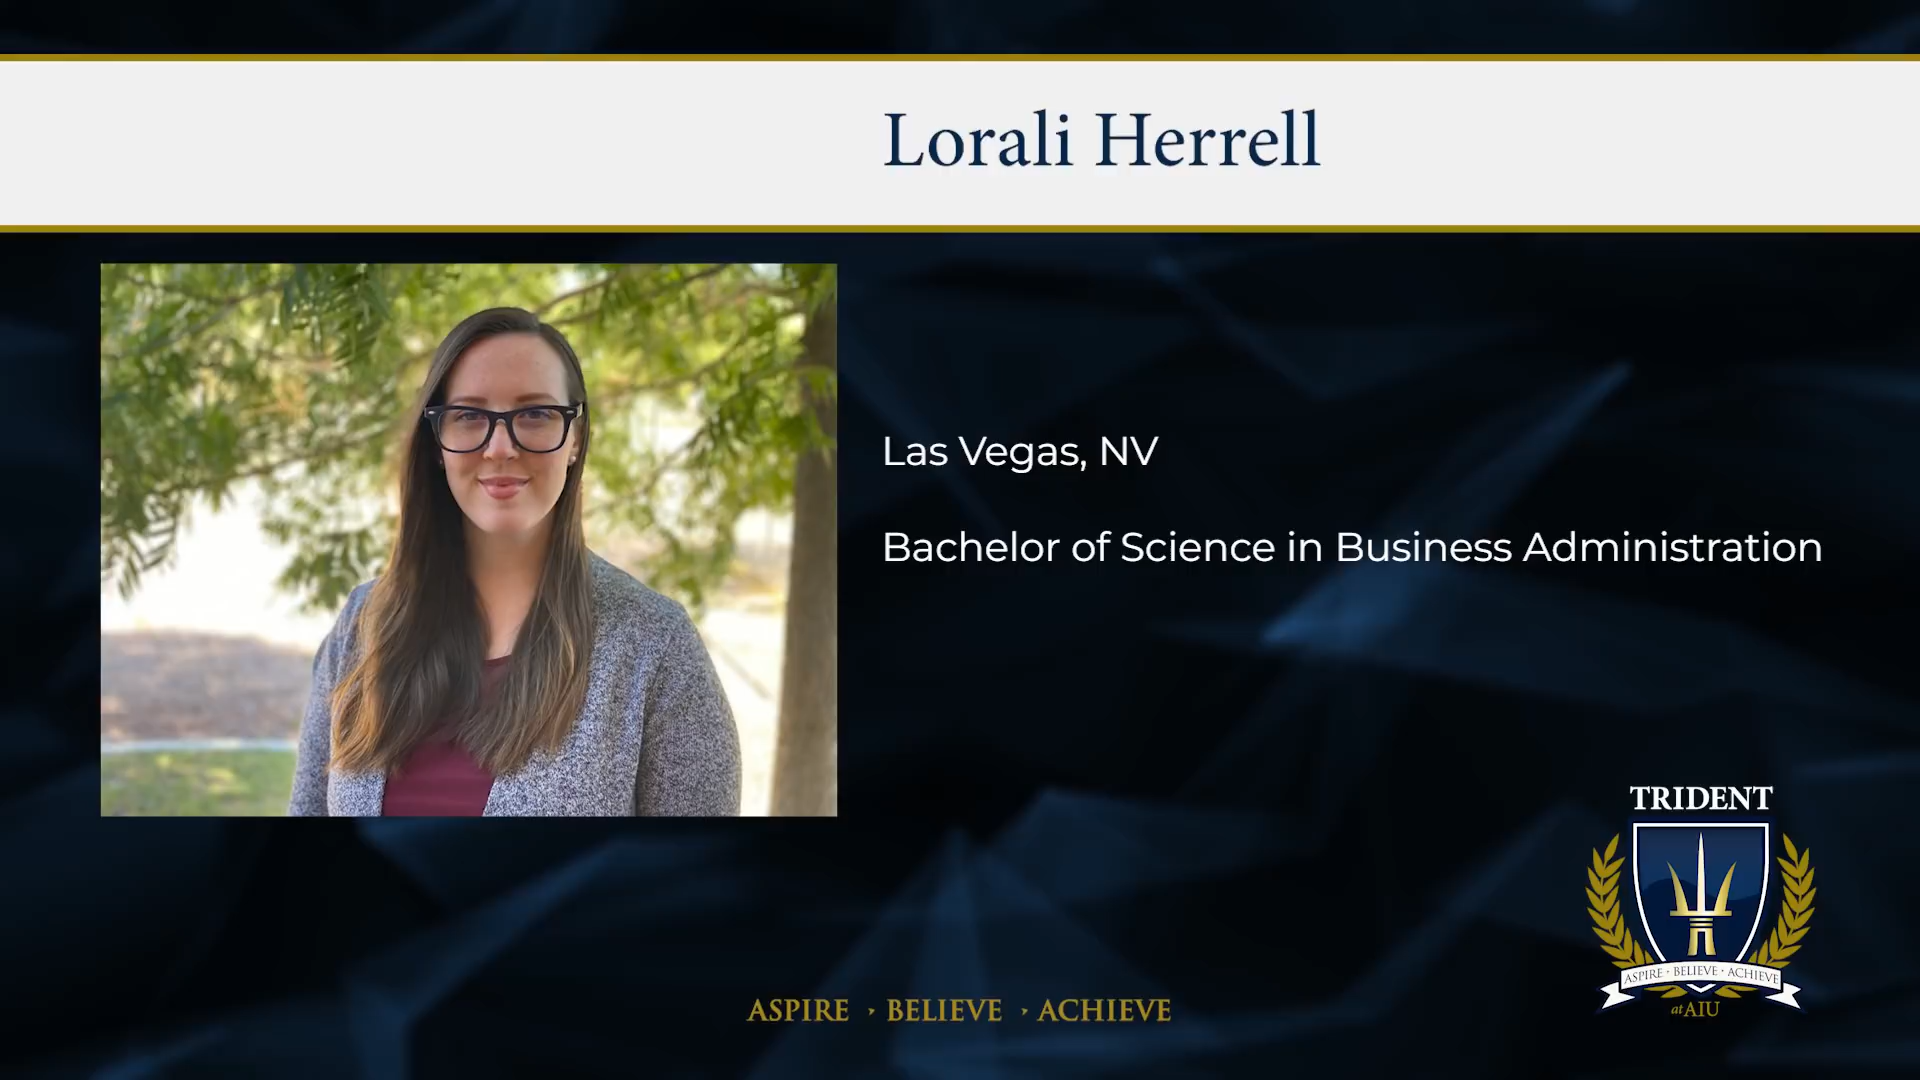 Lorali Herrell
Las Vegas, NV
Bachelor of Science in Business Administration
TRIDENT
ASPIRE · BELIEVE · ACHIEVE
at AIU
ASPIRE · BELIEVE · ACHIEVE